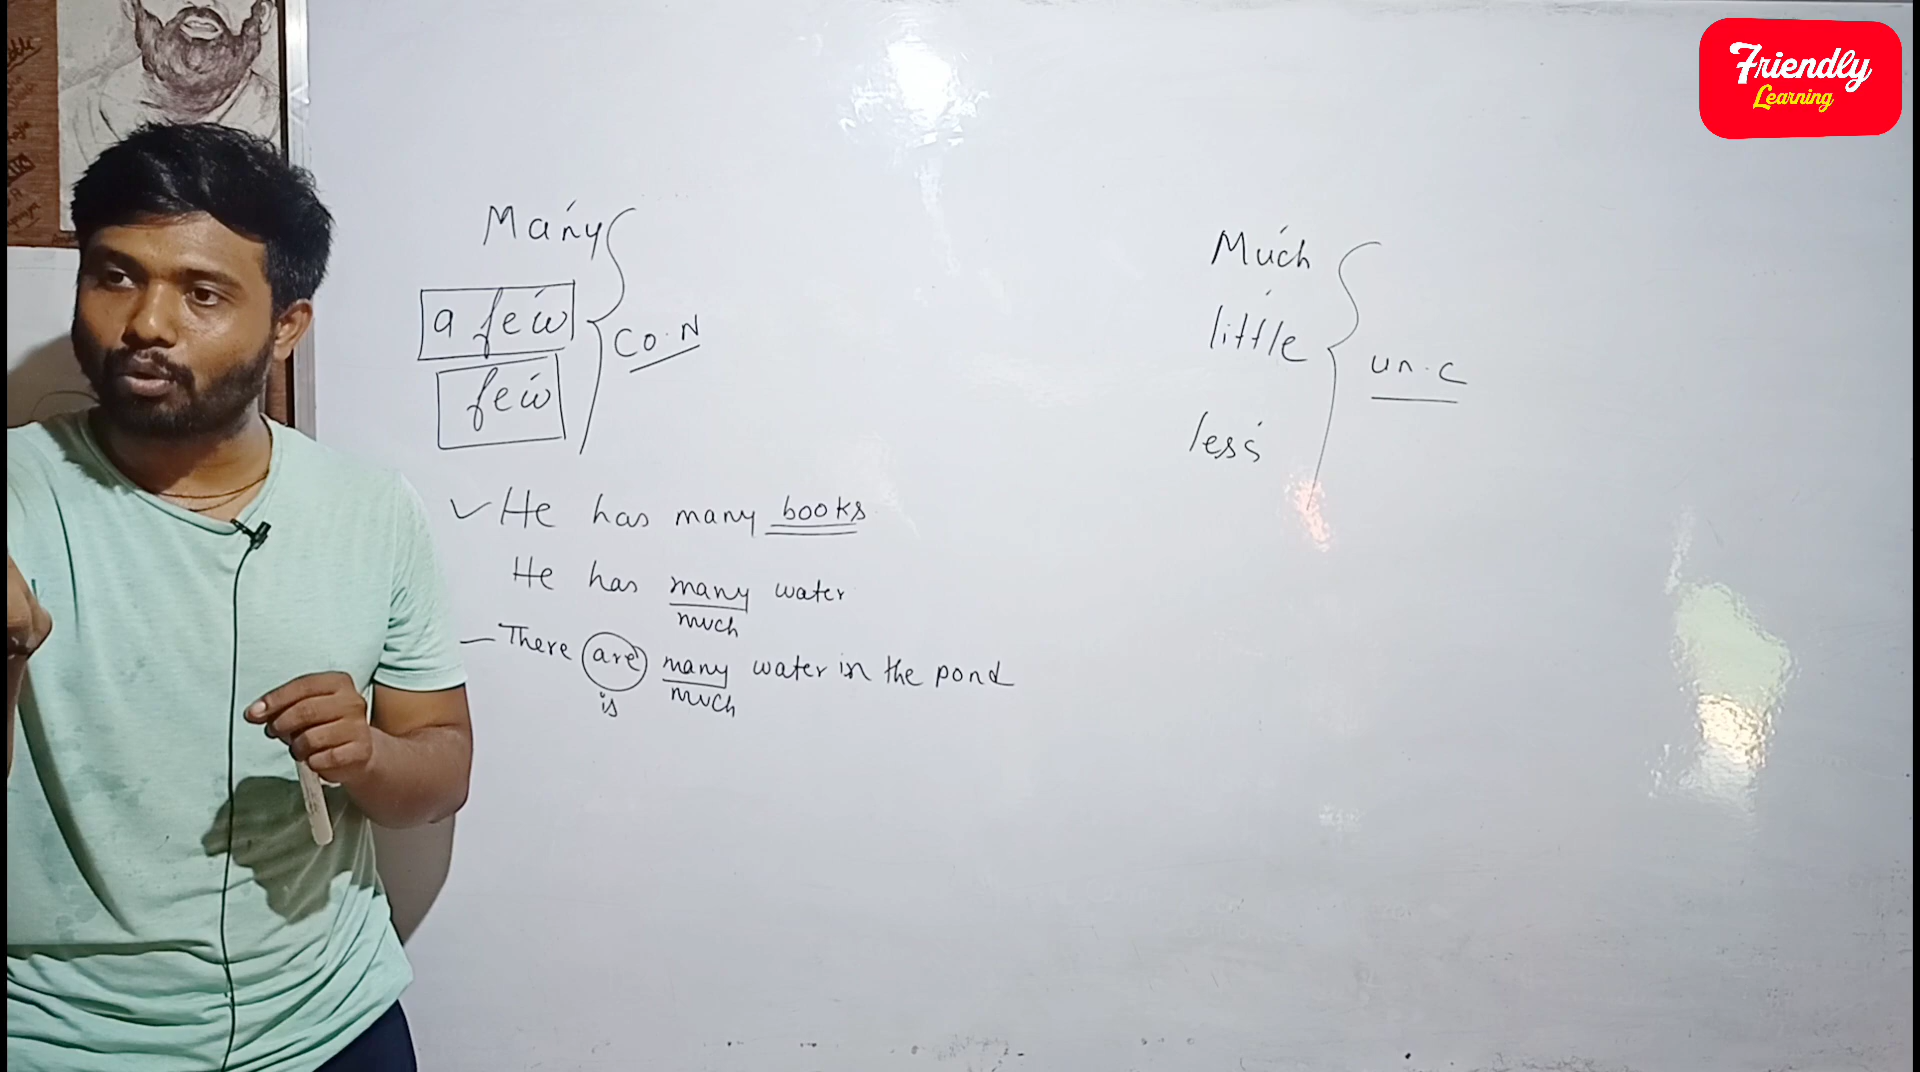 Friendly
Learning
Many
a few
few
Co. N
Much
little
less
un. c
He has many books
He has many water
much
There are many water in the pond
is much